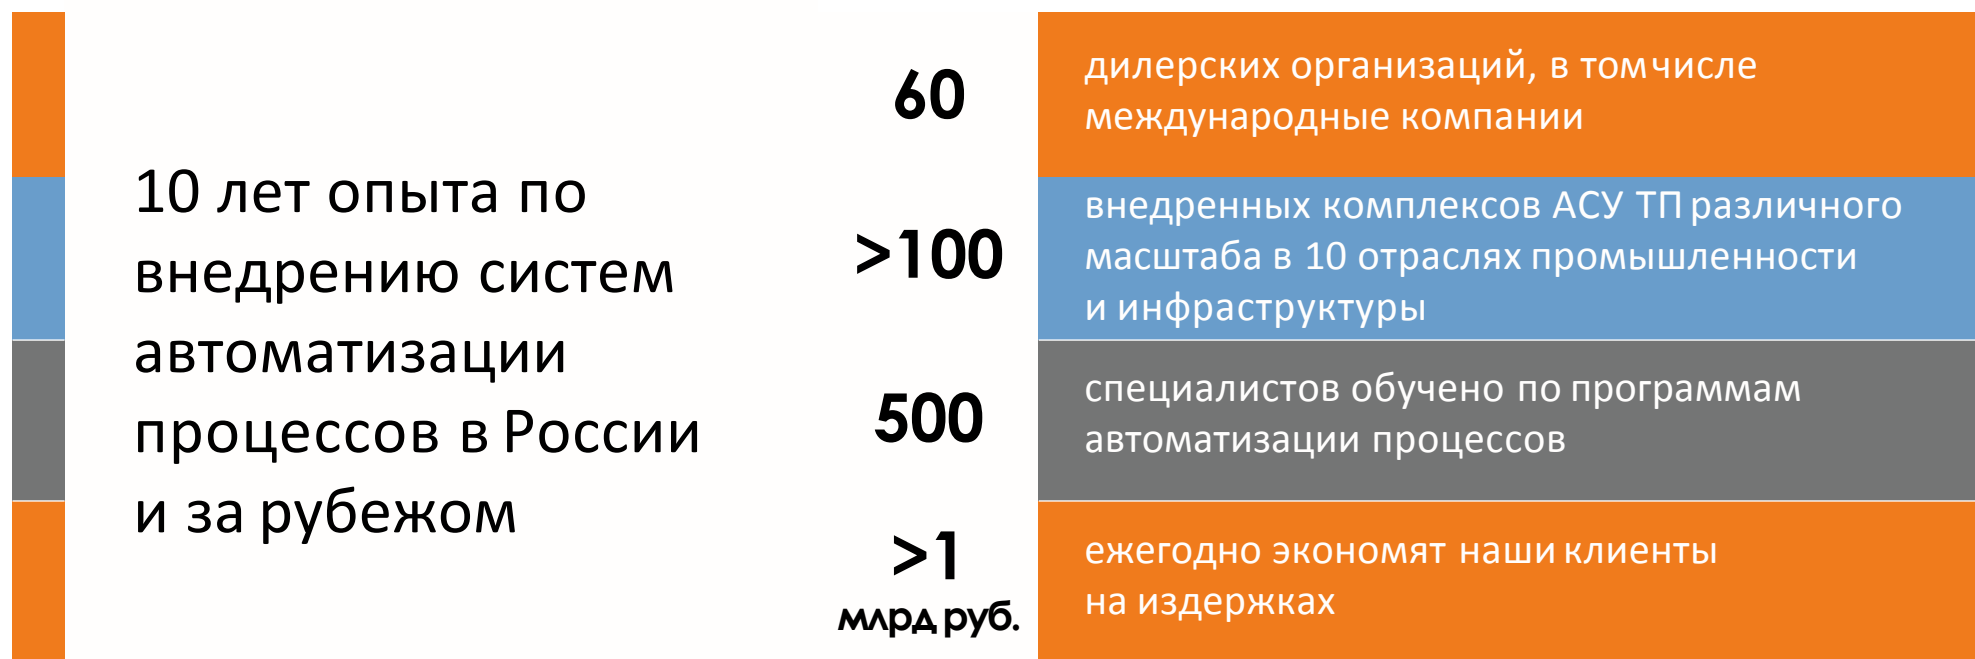 10 лет опыта по
внедрению систем
автоматизации
процессов в России
и за рубежом
60
дилерских организаций, в томчисле
международные компании
>100
внедренных комплексов АСУ ТП различного
масштаба в 10 отраслях промышленности
и инфраструктуры
500
специалистов обучено по программам
автоматизации процессов
>1
млрд руб.
ежегодно экономят наши клиенты
на издержках